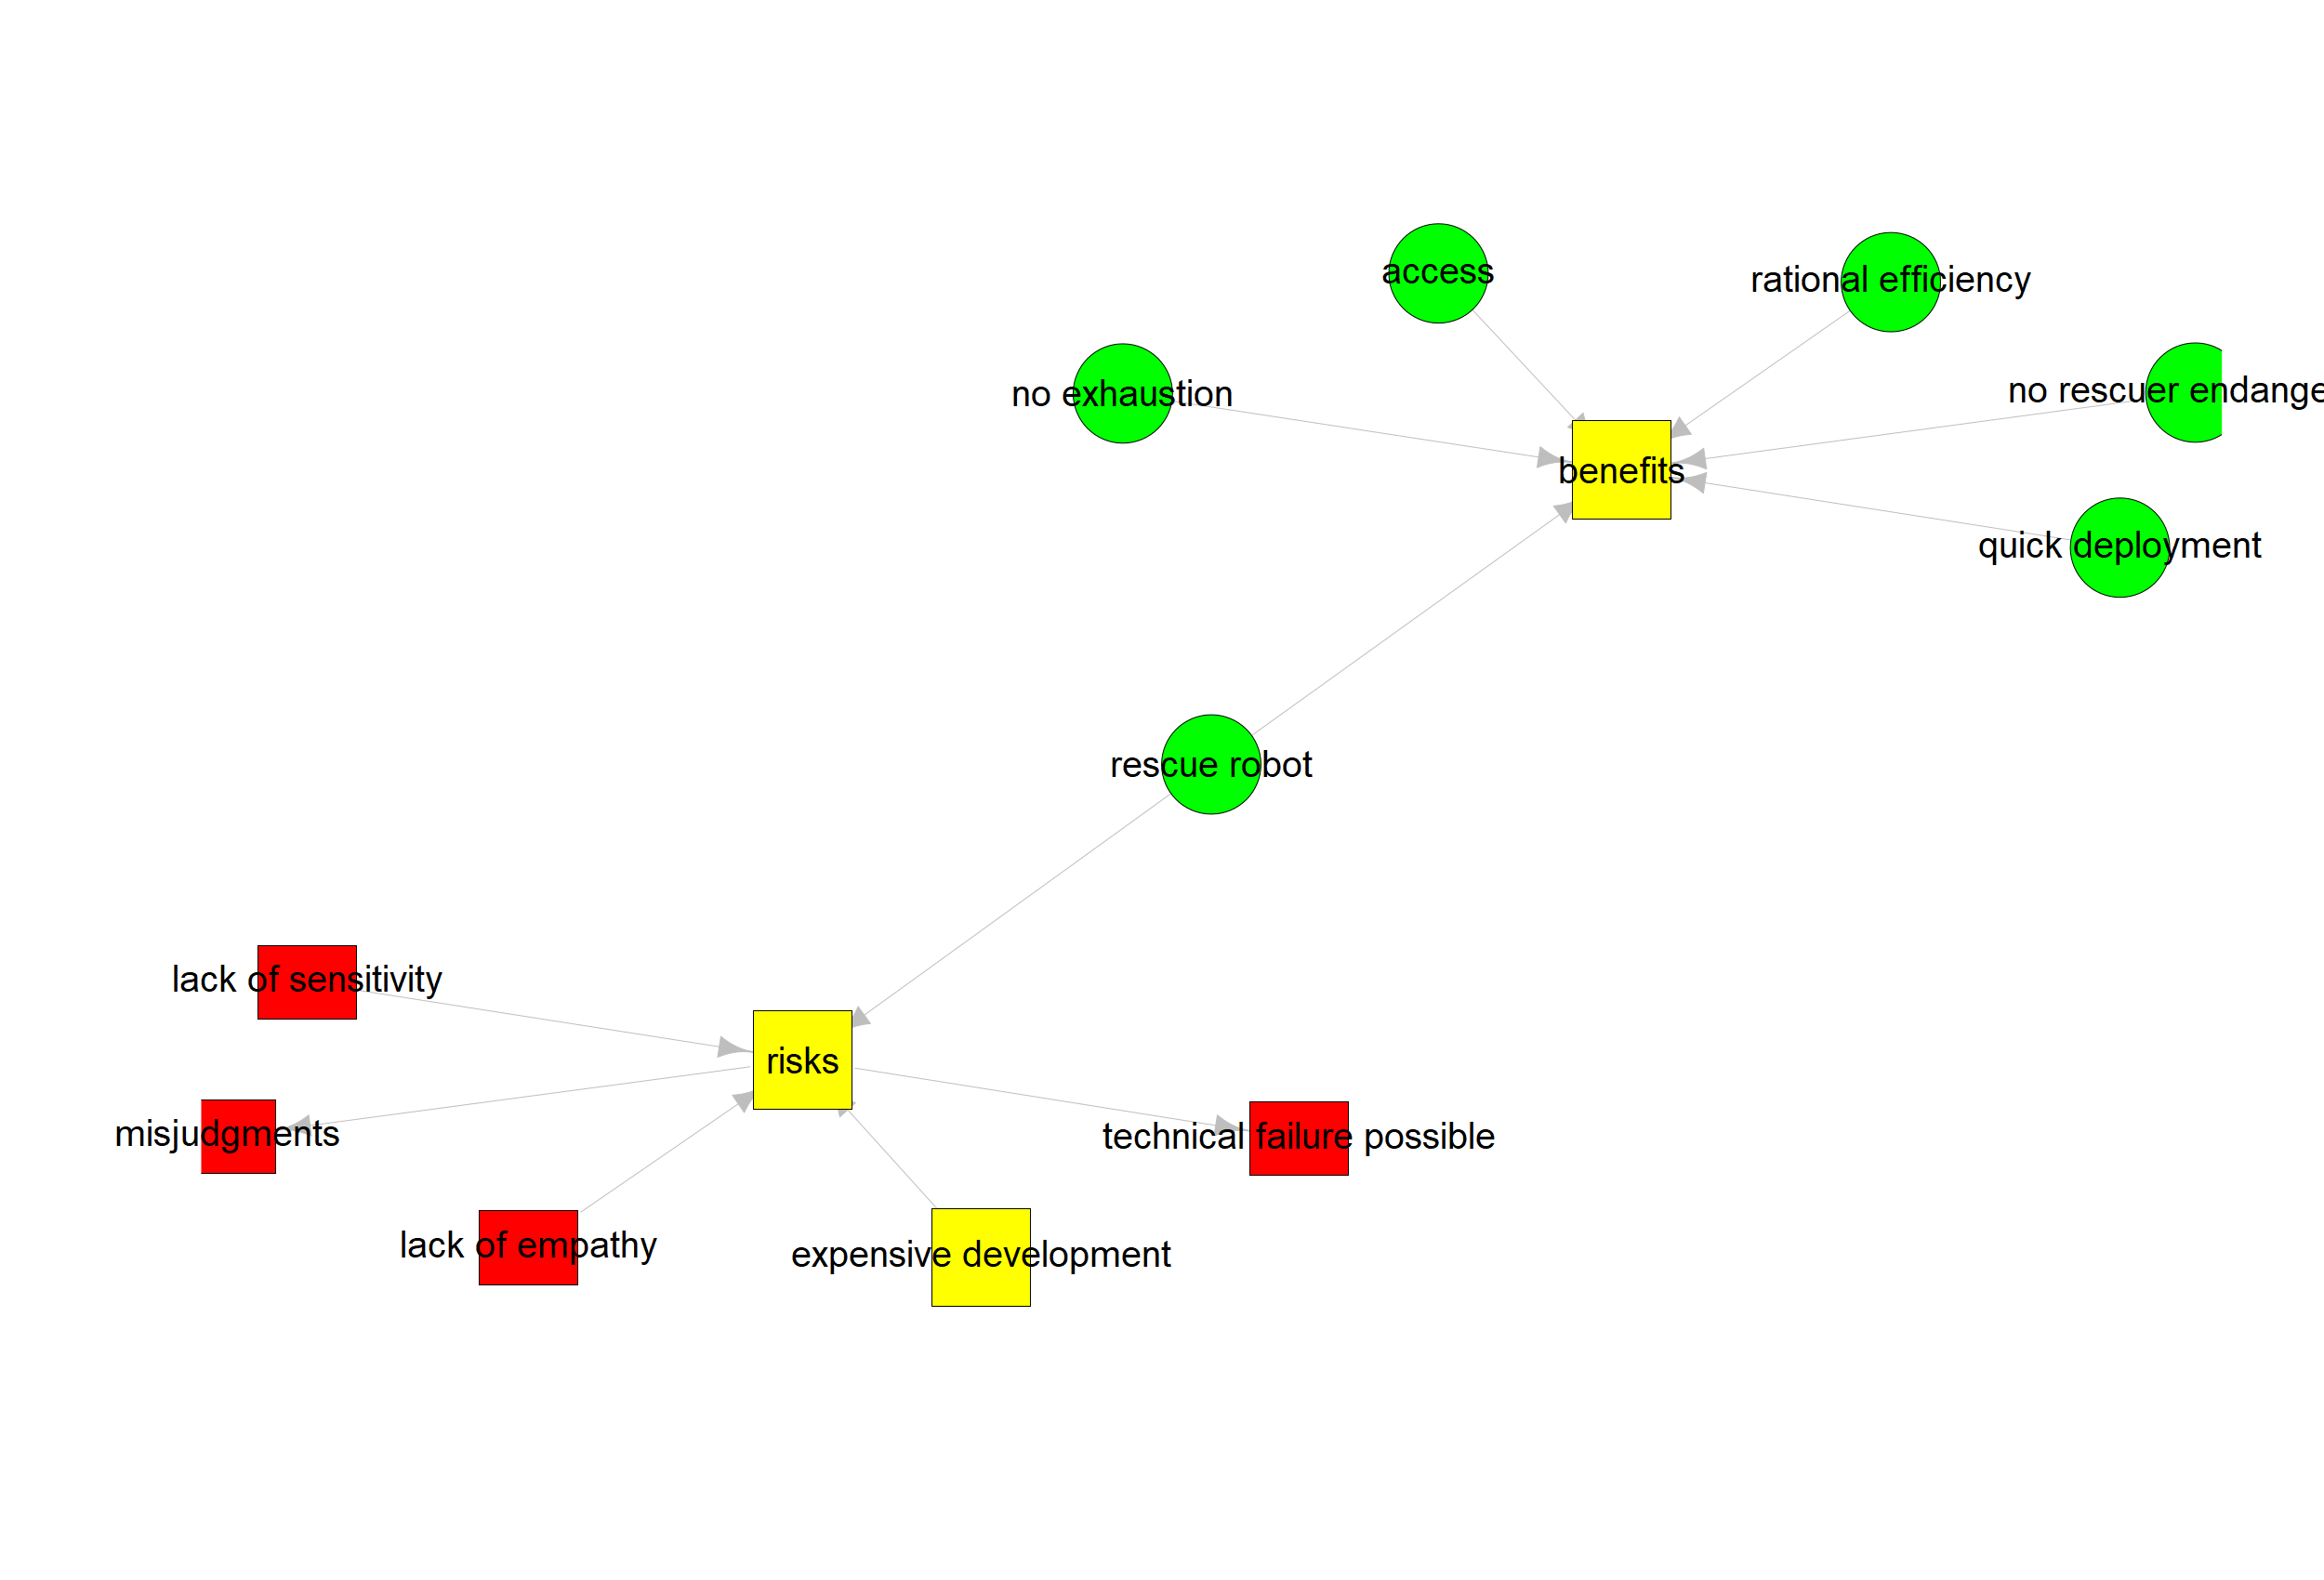 access
rational efficiency
no exhaustion
no rescuer
benefits
quick deployment
rescue robot
lack of sensitivity
risks
misjudgments
technical failure possible
lack of empathy
expensive development